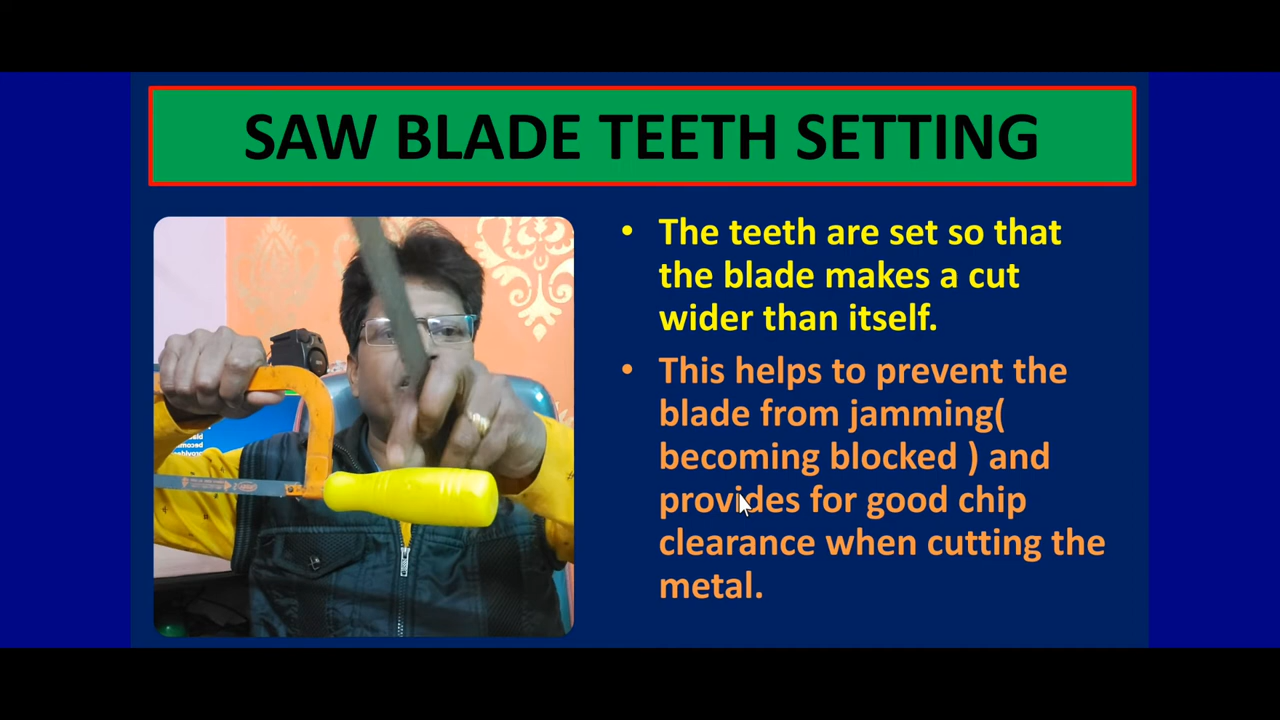 SAW BLADE TEETH SETTING
• The teeth are set so that
the blade makes a cut
wider than itself.
• This helps to prevent the
blade from jamming(
becoming blocked ) and
provides for good chip
clearance when cutting the
metal.